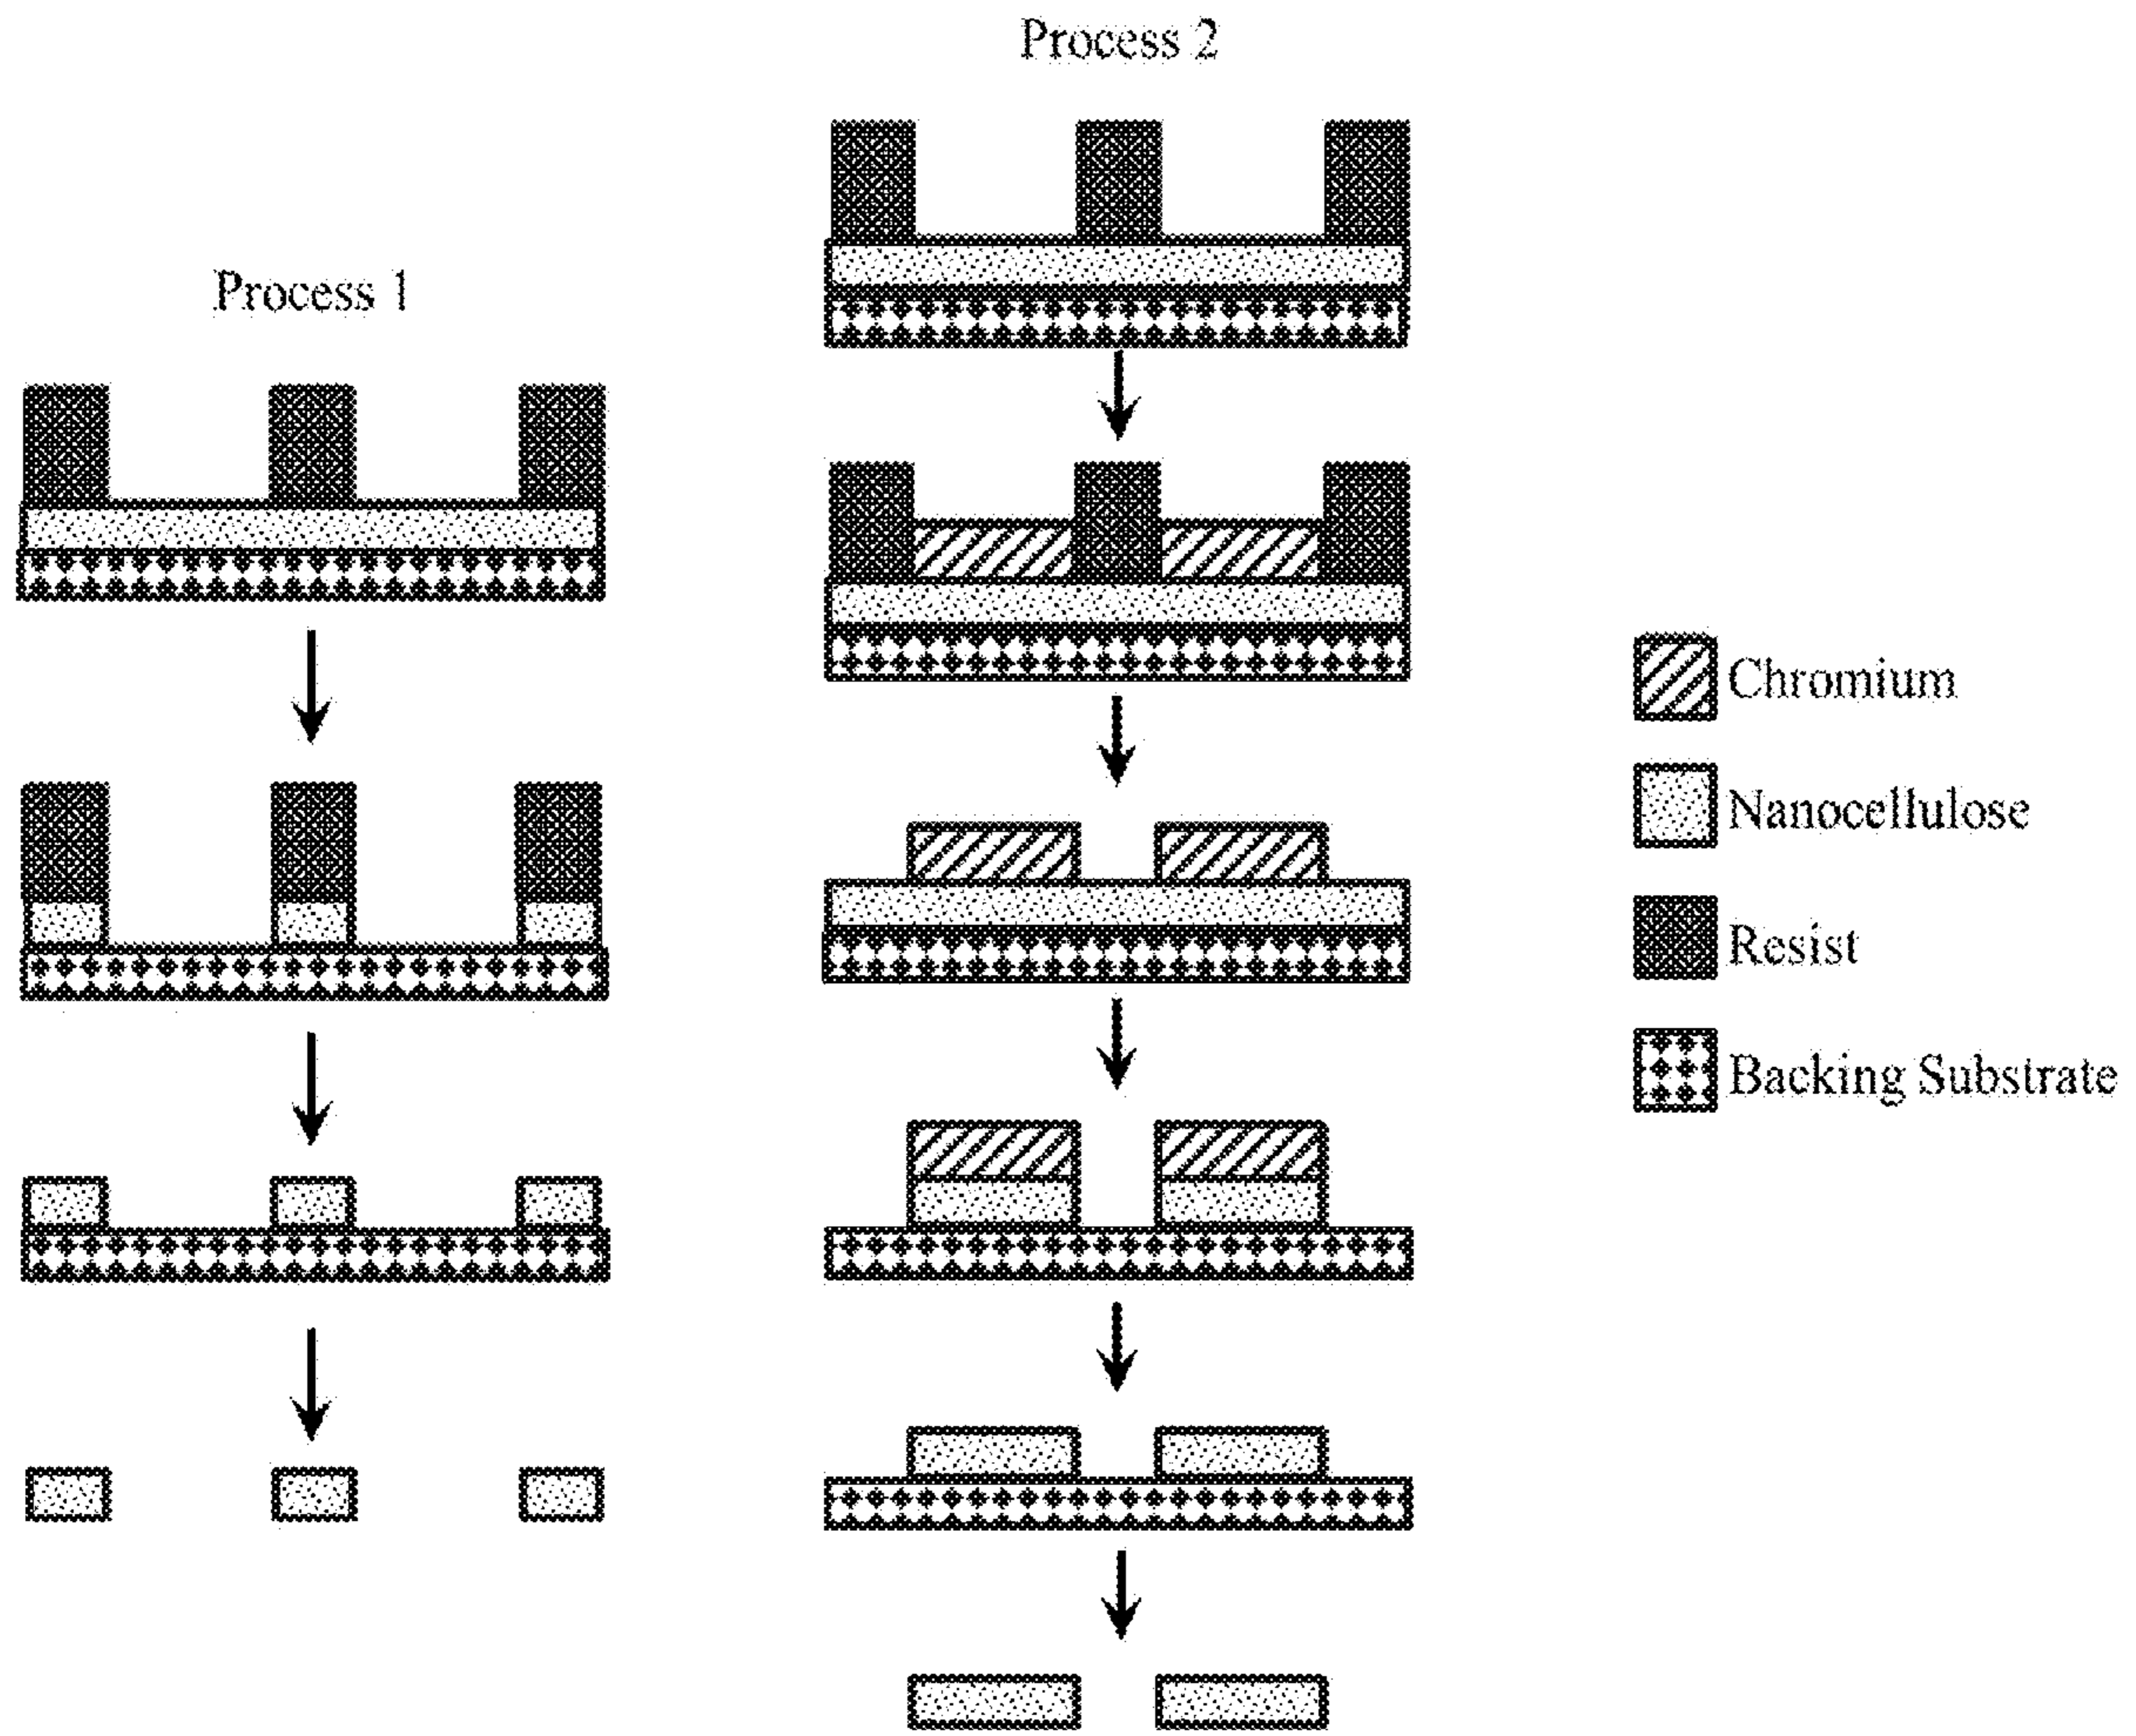 Process 2
Process 1
Chromium
Nanocellulose
Resist
Backing Substrate